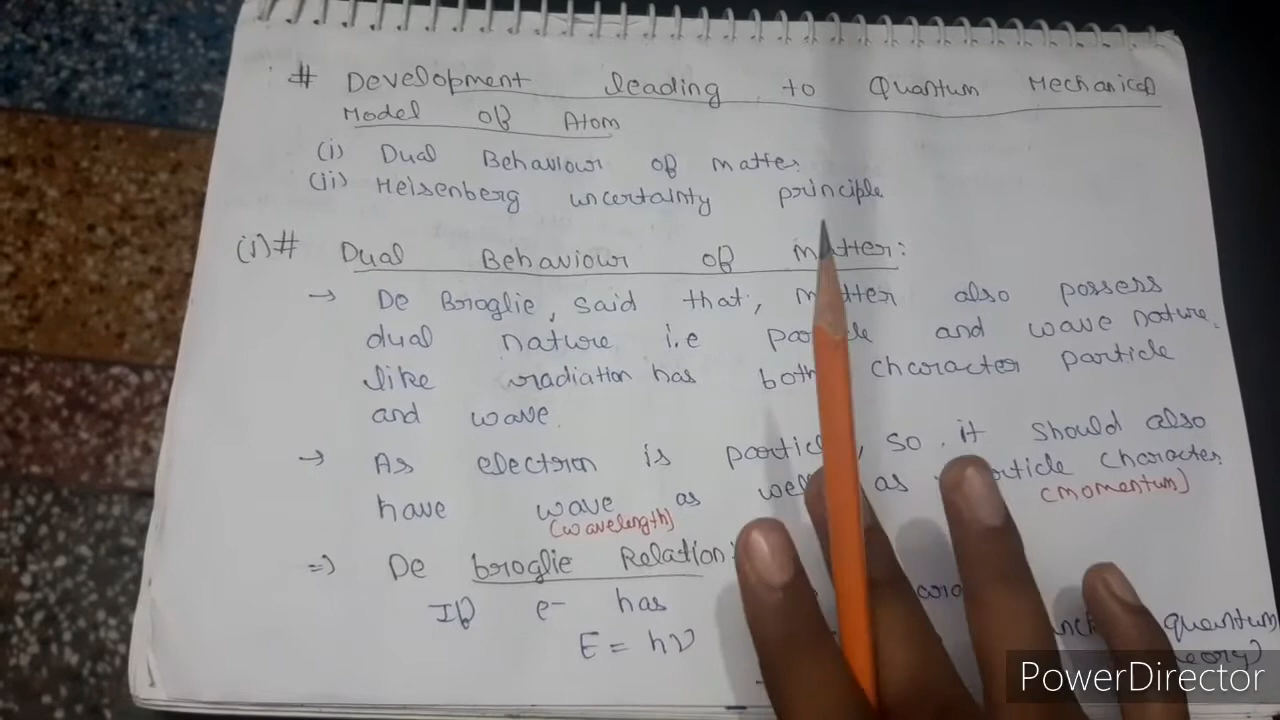 # Development leading to Quantum Mechanical
Model of Atom
(i) Dual Behaviour of matter
(ii) Heisenberg uncertainty principle
(i)# Dual Behaviour of matter:
→ De Broglie, said that, matter also possess
dual nature i.e particle and wave nature.
like radiation has both character particle
and wave.
→ As electron is particle, so it should also
have wave as well as particle character
(wavelength) (momentum)
=) De broglie Relation:
If e- has
E = hν quantum
PowerDirector